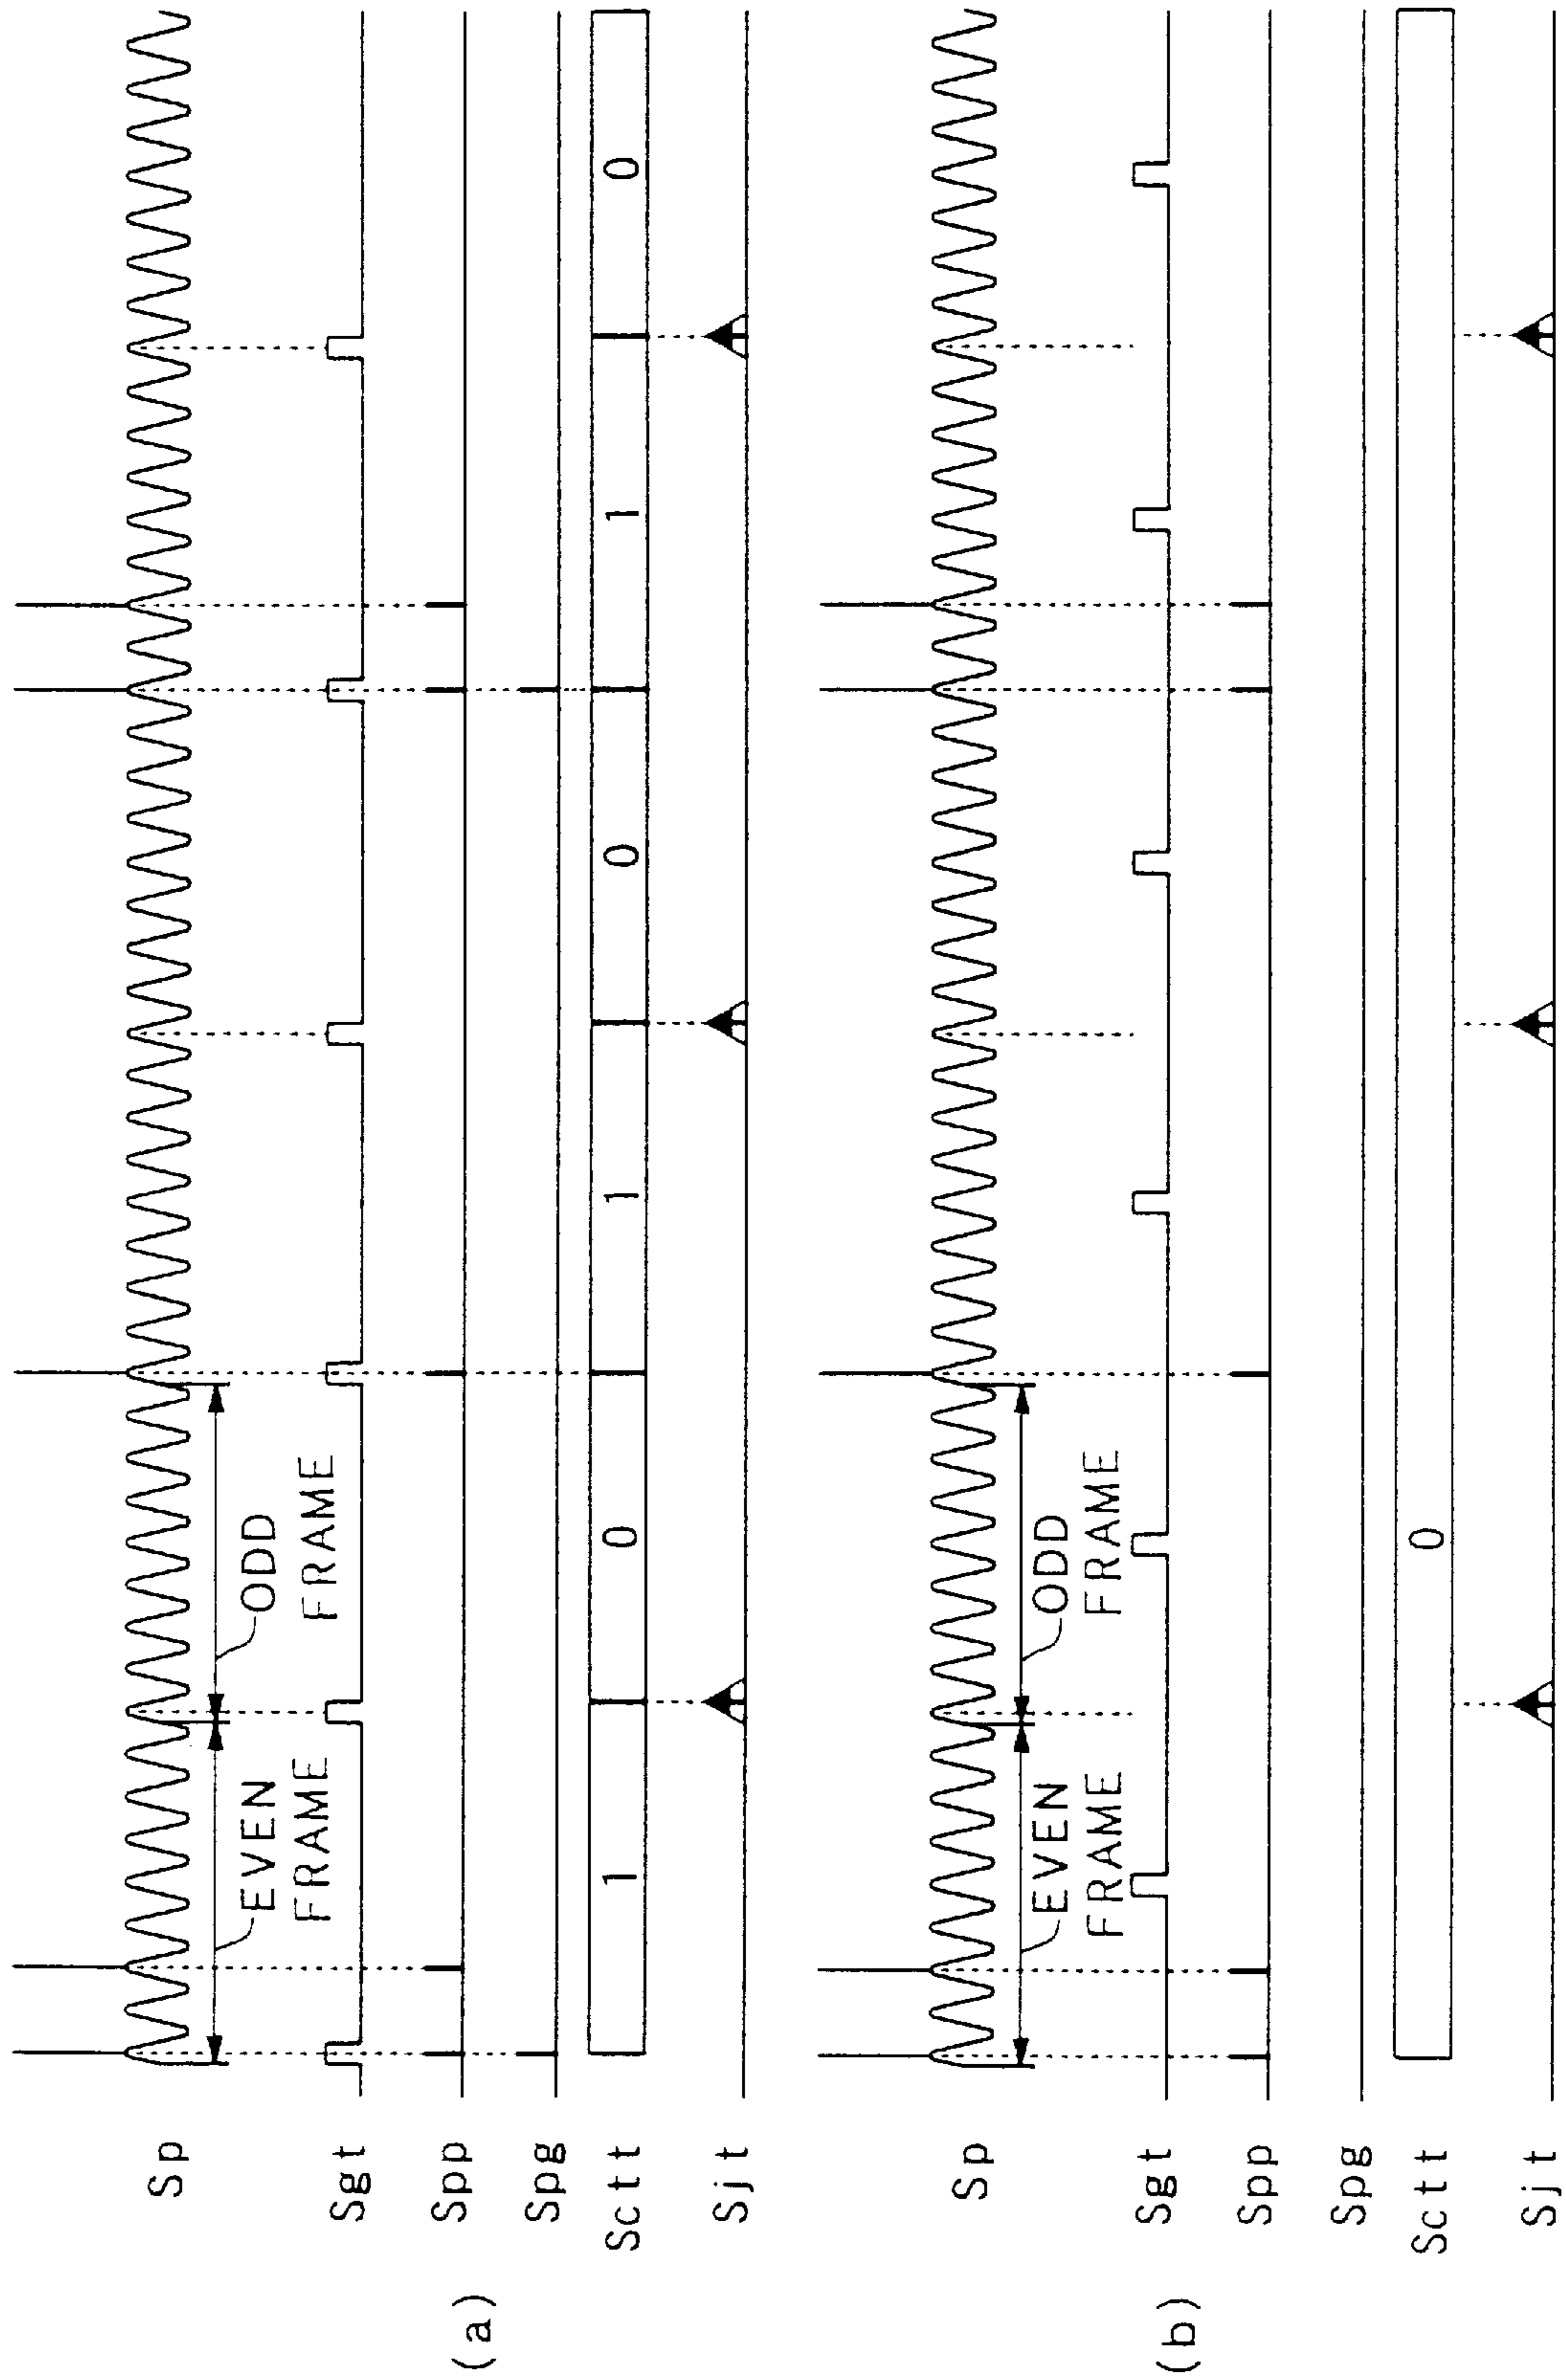 (a)
Sp
EVEN
FRAME
ODD
FRAME
Sgt
Spp
Spg
Sctt
1
0
1
0
1
0
Sjt
(b)
Sp
EVEN
FRAME
ODD
FRAME
Sgt
Spp
Spg
Sctt
0
Sjt